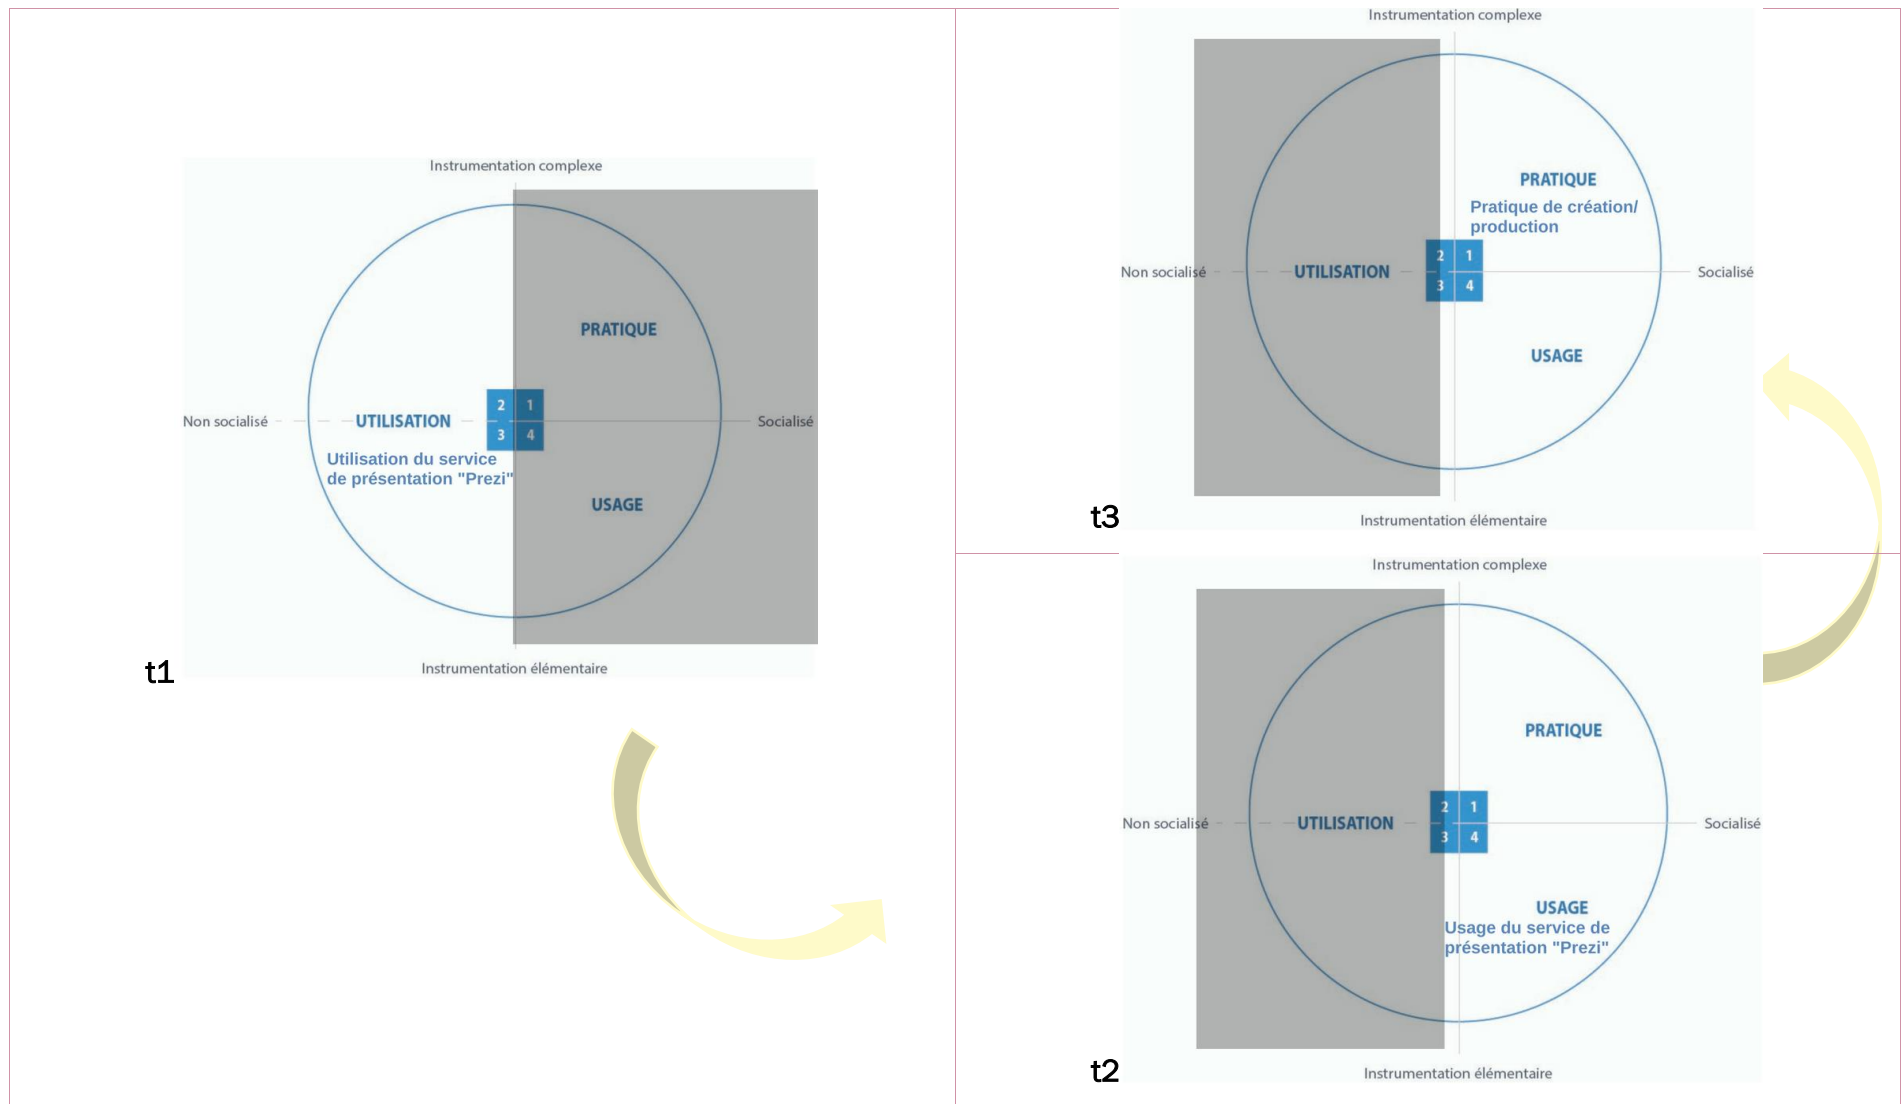 Instrumentation complexe
PRATIQUE
2 1
Non socialisé
UTILISATION
Socialisé
3 4
Utilisation du service
de présentation "Prezi"
USAGE
t1
Instrumentation élémentaire
Instrumentation complexe
PRATIQUE
Pratique de création/
production
2 1
Non socialisé
UTILISATION
Socialisé
3 4
USAGE
t3
Instrumentation élémentaire
Instrumentation complexe
PRATIQUE
2 1
Non socialisé
UTILISATION
Socialisé
3 4
USAGE
Usage du service de
présentation "Prezi"
t2
Instrumentation élémentaire